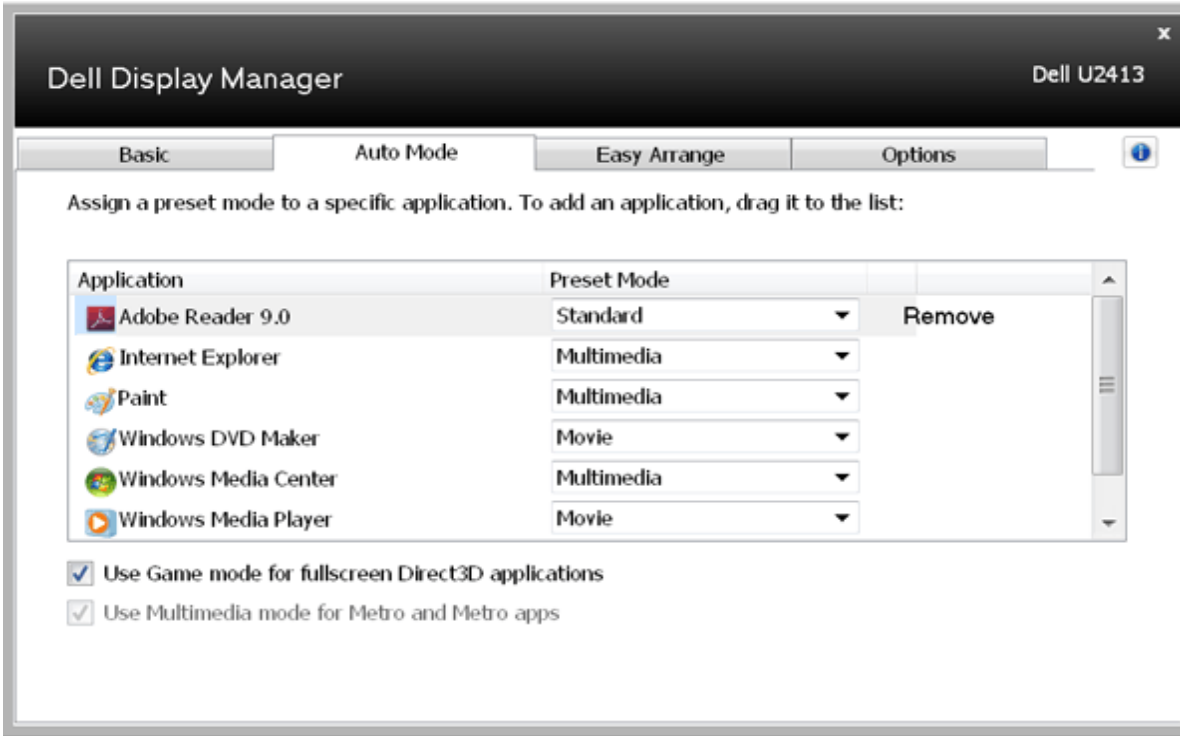 x
Dell Display Manager
Dell U2413
Basic Auto Mode Easy Arrange Options
Assign a preset mode to a specific application. To add an application, drag it to the list:
Application Preset Mode
Adobe Reader 9.0 Standard Remove
Internet Explorer Multimedia
Paint Multimedia
Windows DVD Maker Movie
Windows Media Center Multimedia
Windows Media Player Movie
Use Game mode for fullscreen Direct3D applications
Use Multimedia mode for Metro and Metro apps